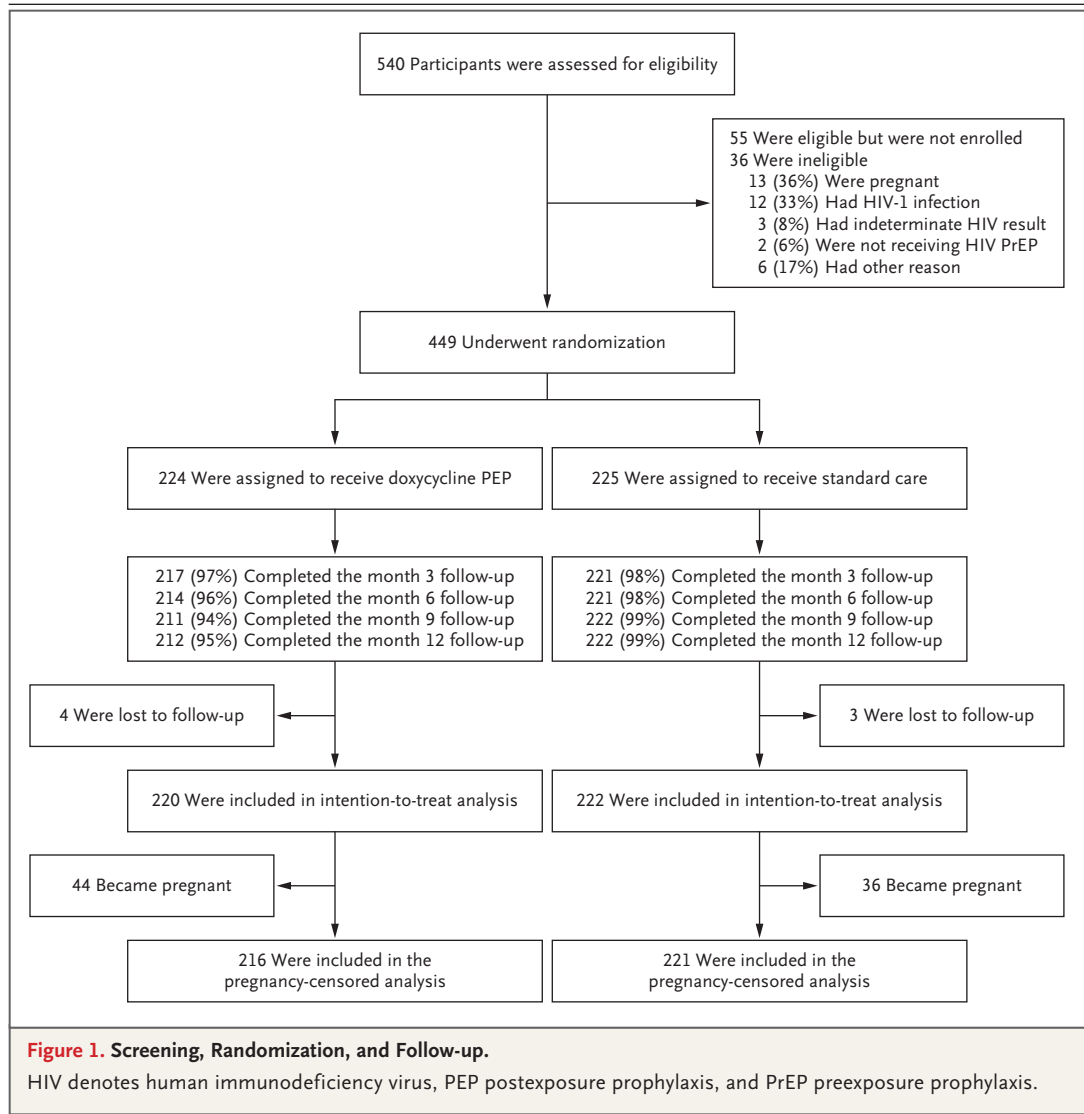 540 Participants were assessed for eligibility
55 Were eligible but were not enrolled
36 Were ineligible
13 (36%) Were pregnant
12 (33%) Had HIV-1 infection
3 (8%) Had indeterminate HIV result
2 (6%) Were not receiving HIV PrEP
6 (17%) Had other reason
449 Underwent randomization
224 Were assigned to receive doxycycline PEP
225 Were assigned to receive standard care
217 (97%) Completed the month 3 follow-up
214 (96%) Completed the month 6 follow-up
211 (94%) Completed the month 9 follow-up
212 (95%) Completed the month 12 follow-up
221 (98%) Completed the month 3 follow-up
221 (98%) Completed the month 6 follow-up
222 (99%) Completed the month 9 follow-up
222 (99%) Completed the month 12 follow-up
4 Were lost to follow-up
3 Were lost to follow-up
220 Were included in intention-to-treat analysis
222 Were included in intention-to-treat analysis
44 Became pregnant
36 Became pregnant
216 Were included in the
pregnancy-censored analysis
221 Were included in the
pregnancy-censored analysis
Figure 1. Screening, Randomization, and Follow-up.
HIV denotes human immunodeficiency virus, PEP postexposure prophylaxis, and PrEP preexposure prophylaxis.